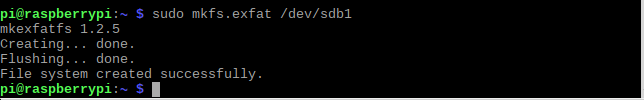 pi@raspberrypi:~ $ sudo mkfs.exfat /dev/sdb1
mkexfatfs 1.2.5
Creating... done.
Flushing... done.
File system created successfully.
pi@raspberrypi:~ $